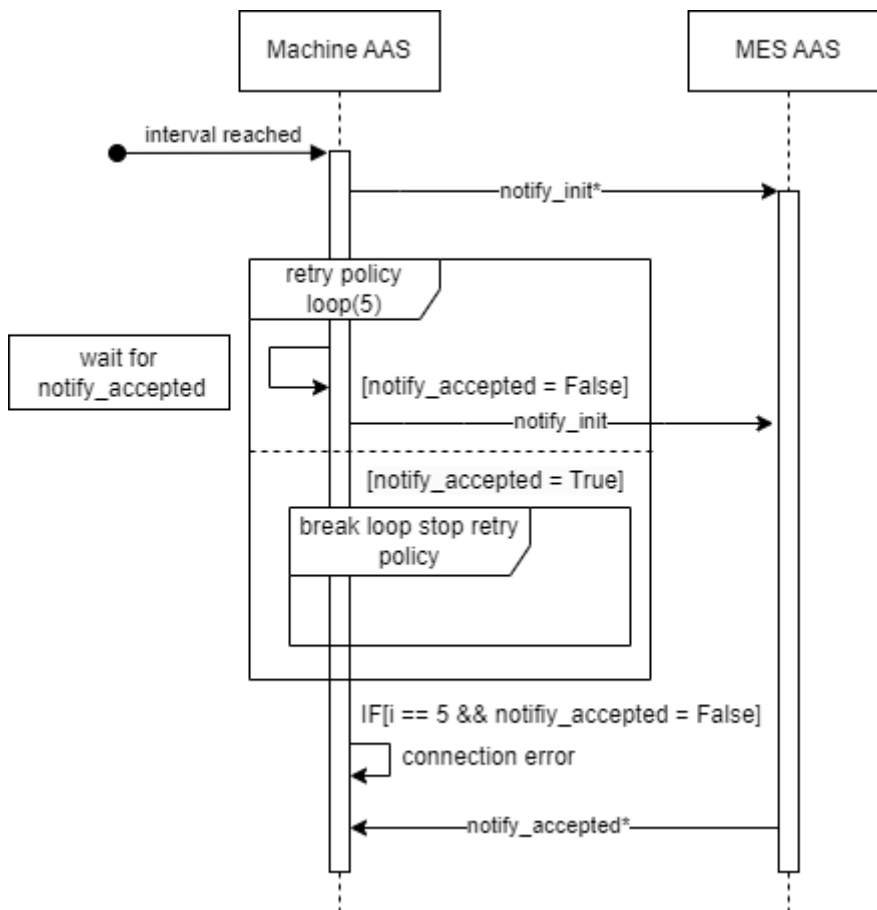 Machine AAS
MES AAS
interval reached
notify_init*
retry policy
loop(5)
wait for
notify_accepted
[notify_accepted = False]
notify_init
[notify_accepted = True]
break loop stop retry
policy
IF[i == 5 && notifiy_accepted = False]
connection error
notify_accepted*